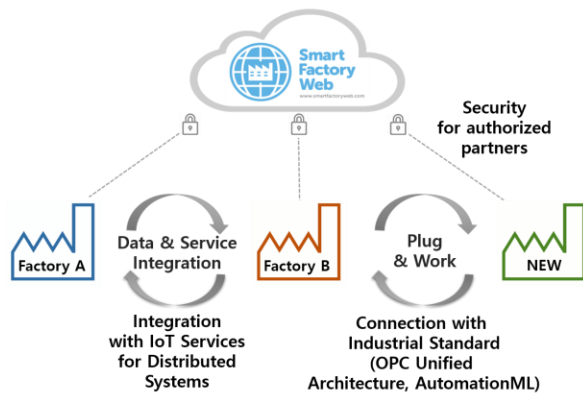 Smart
Factory
Web
www.smartfactoryweb.com
Security
for authorized
partners
Factory A
Data & Service
Integration
Factory B
Plug
& Work
NEW
Integration
with IoT Services
for Distributed
Systems
Connection with
Industrial Standard
(OPC Unified
Architecture, AutomationML)